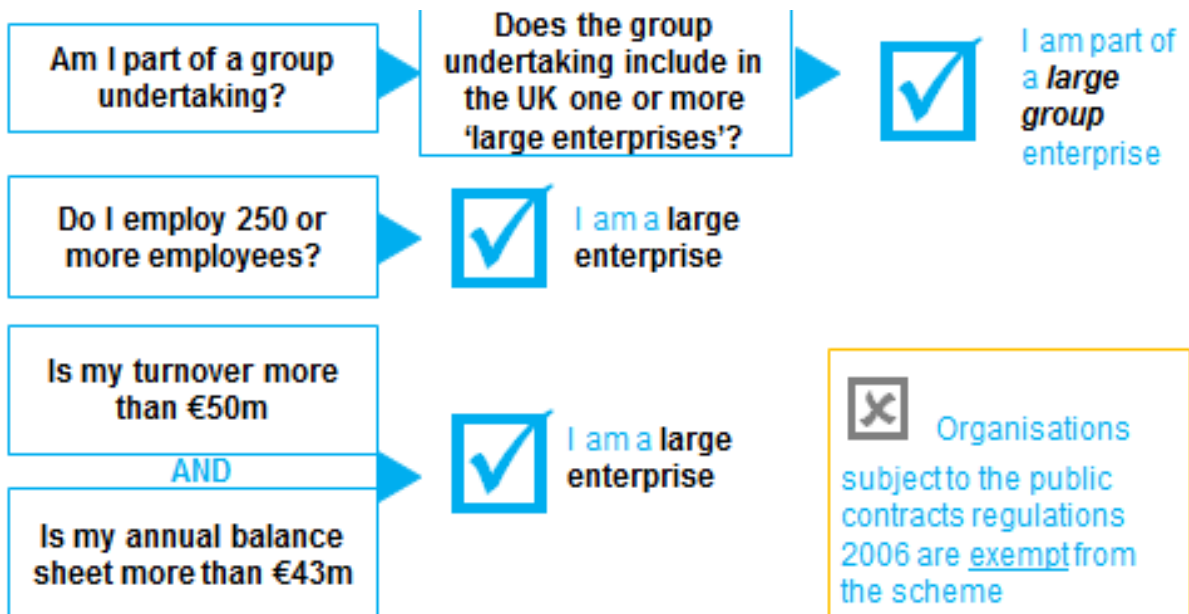 Am I part of a group
undertaking?
Does the group
undertaking include in
the UK one or more
‘large enterprises’?
I am part of
a large
group
enterprise
Do I employ 250 or
more employees?
I am a large
enterprise
Is my turnover more
than €50m
AND
Is my annual balance
sheet more than €43m
I am a large
enterprise
Organisations
subject to the public
contracts regulations
2006 are exempt from
the scheme